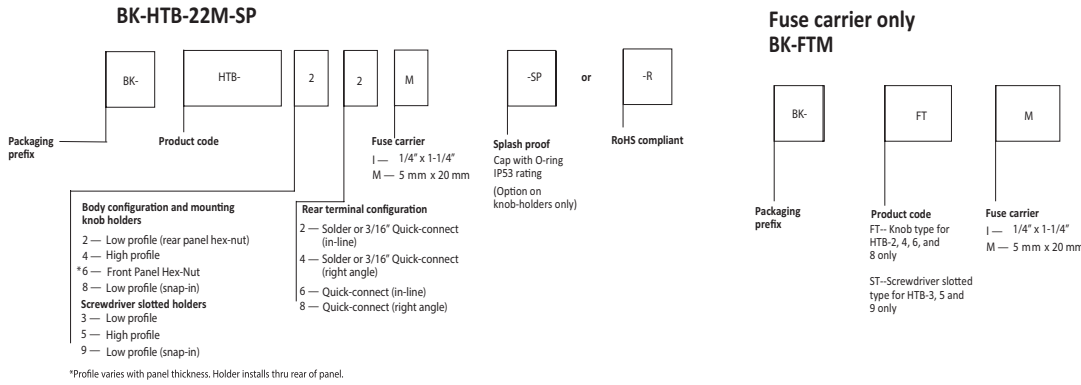 BK-HTB-22M-SP
BK-
HTB-
2
2
M
-SP
or
-R
Packaging
prefix
Product code
Fuse carrier
I — 1/4" x 1-1/4"
M — 5 mm x 20 mm
Splash proof
Cap with O-ring
IP53 rating
(Option on
knob-holders only)
RoHS compliant
Body configuration and mounting
knob holders
2 — Low profile (rear panel hex-nut)
4 — High profile
*6 — Front Panel Hex-Nut
8 — Low profile (snap-in)
Screwdriver slotted holders
3 — Low profile
5 — High profile
9 — Low profile (snap-in)
Rear terminal configuration
2 — Solder or 3/16" Quick-connect
(in-line)
4 — Solder or 3/16" Quick-connect
(right angle)
6 — Quick-connect (in-line)
8 — Quick-connect (right angle)
*Profile varies with panel thickness. Holder installs thru rear of panel.
Fuse carrier only
BK-FTM
BK-
FT
M
Packaging
prefix
Product code
FT-- Knob type for
HTB-2, 4, 6, and
8 only
ST--Screwdriver slotted
type for HTB-3, 5 and
9 only
Fuse carrier
I — 1/4" x 1-1/4"
M — 5 mm x 20 mm